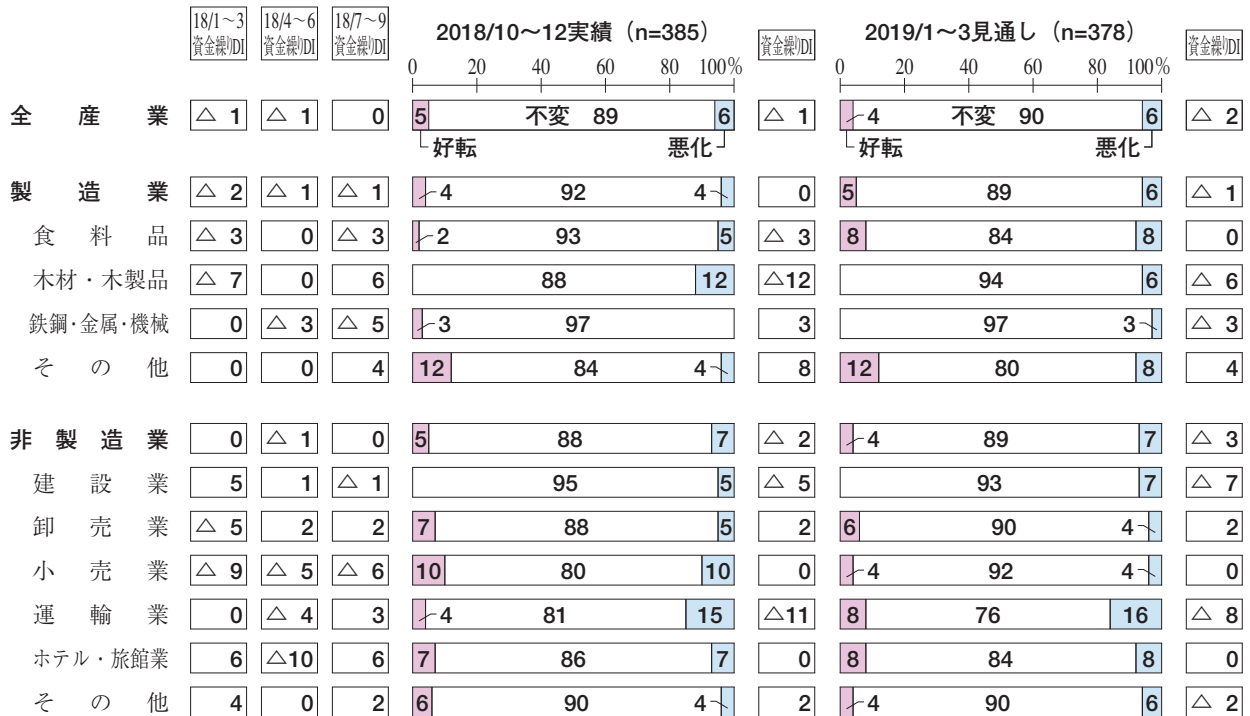 18/1～3 18/4～6 18/7～9 2018/10～12実績（n=385） 2019/1～3見通し（n=378）
資金繰りDI 資金繰りDI 資金繰りDI 資金繰りDI 資金繰りDI
0 20 40 60 80 100% 0 20 40 60 80 100%
全産業 △ 1 △ 1 0 5 不変 89 6 △ 1 4 不変 90 6 △ 2
好転 悪化 好転 悪化
製造業 △ 2 △ 1 △ 1 4 92 4 0 5 89 6 △ 1
食料品 △ 3 0 △ 3 2 93 5 △ 3 8 84 8 0
木材・木製品 △ 7 0 6 88 12 △12 94 6 △ 6
鉄鋼・金属・機械 0 △ 3 △ 5 3 97 3 97 3 △ 3
その他 0 0 4 12 84 4 8 12 80 8 4
非製造業 0 △ 1 0 5 88 7 △ 2 4 89 7 △ 3
建設業 5 1 △ 1 95 5 △ 5 93 7 △ 7
卸売業 △ 5 2 2 7 88 5 2 6 90 4 2
小売業 △ 9 △ 5 △ 6 10 80 10 0 4 92 4 0
運輸業 0 △ 4 3 4 81 15 △11 8 76 16 △ 8
ホテル・旅館業 6 △10 6 7 86 7 0 8 84 8 0
その他 4 0 2 6 90 4 2 4 90 6 △ 2